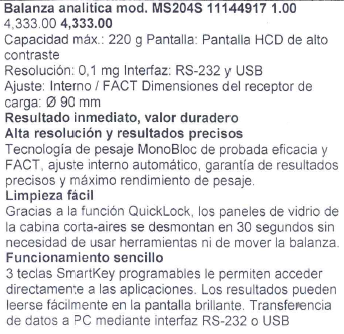 Balanza analitica mod. MS204S 11144917 1.00
4,333.00 4,333.00
Capacidad máx.: 220 g Pantalla: Pantalla HCD de alto
contraste
Resolución: 0,1 mg Interfaz: RS-232 y USB
Ajuste: Interno / FACT Dimensiones del receptor de
carga: Ø 90 mm
Resultado inmediato, valor duradero
Alta resolución y resultados precisos
Tecnología de pesaje MonoBloc de probada eficacia y
FACT, ajuste interno automático, garantía de resultados
precisos y máximo rendimiento de pesaje.
Limpieza fácil
Gracias a la función QuickLock, los paneles de vidrio de
la cabina corta-aires se desmontan en 30 segundos sin
necesidad de usar herramientas ni de mover la balanza.
Funcionamiento sencillo
3 teclas SmartKey programables le permiten acceder
directamente a las aplicaciones. Los resultados pueden
leerse fácilmente en la pantalla brillante. Transferencia
de datos a PC mediante interfaz RS-232 o USB